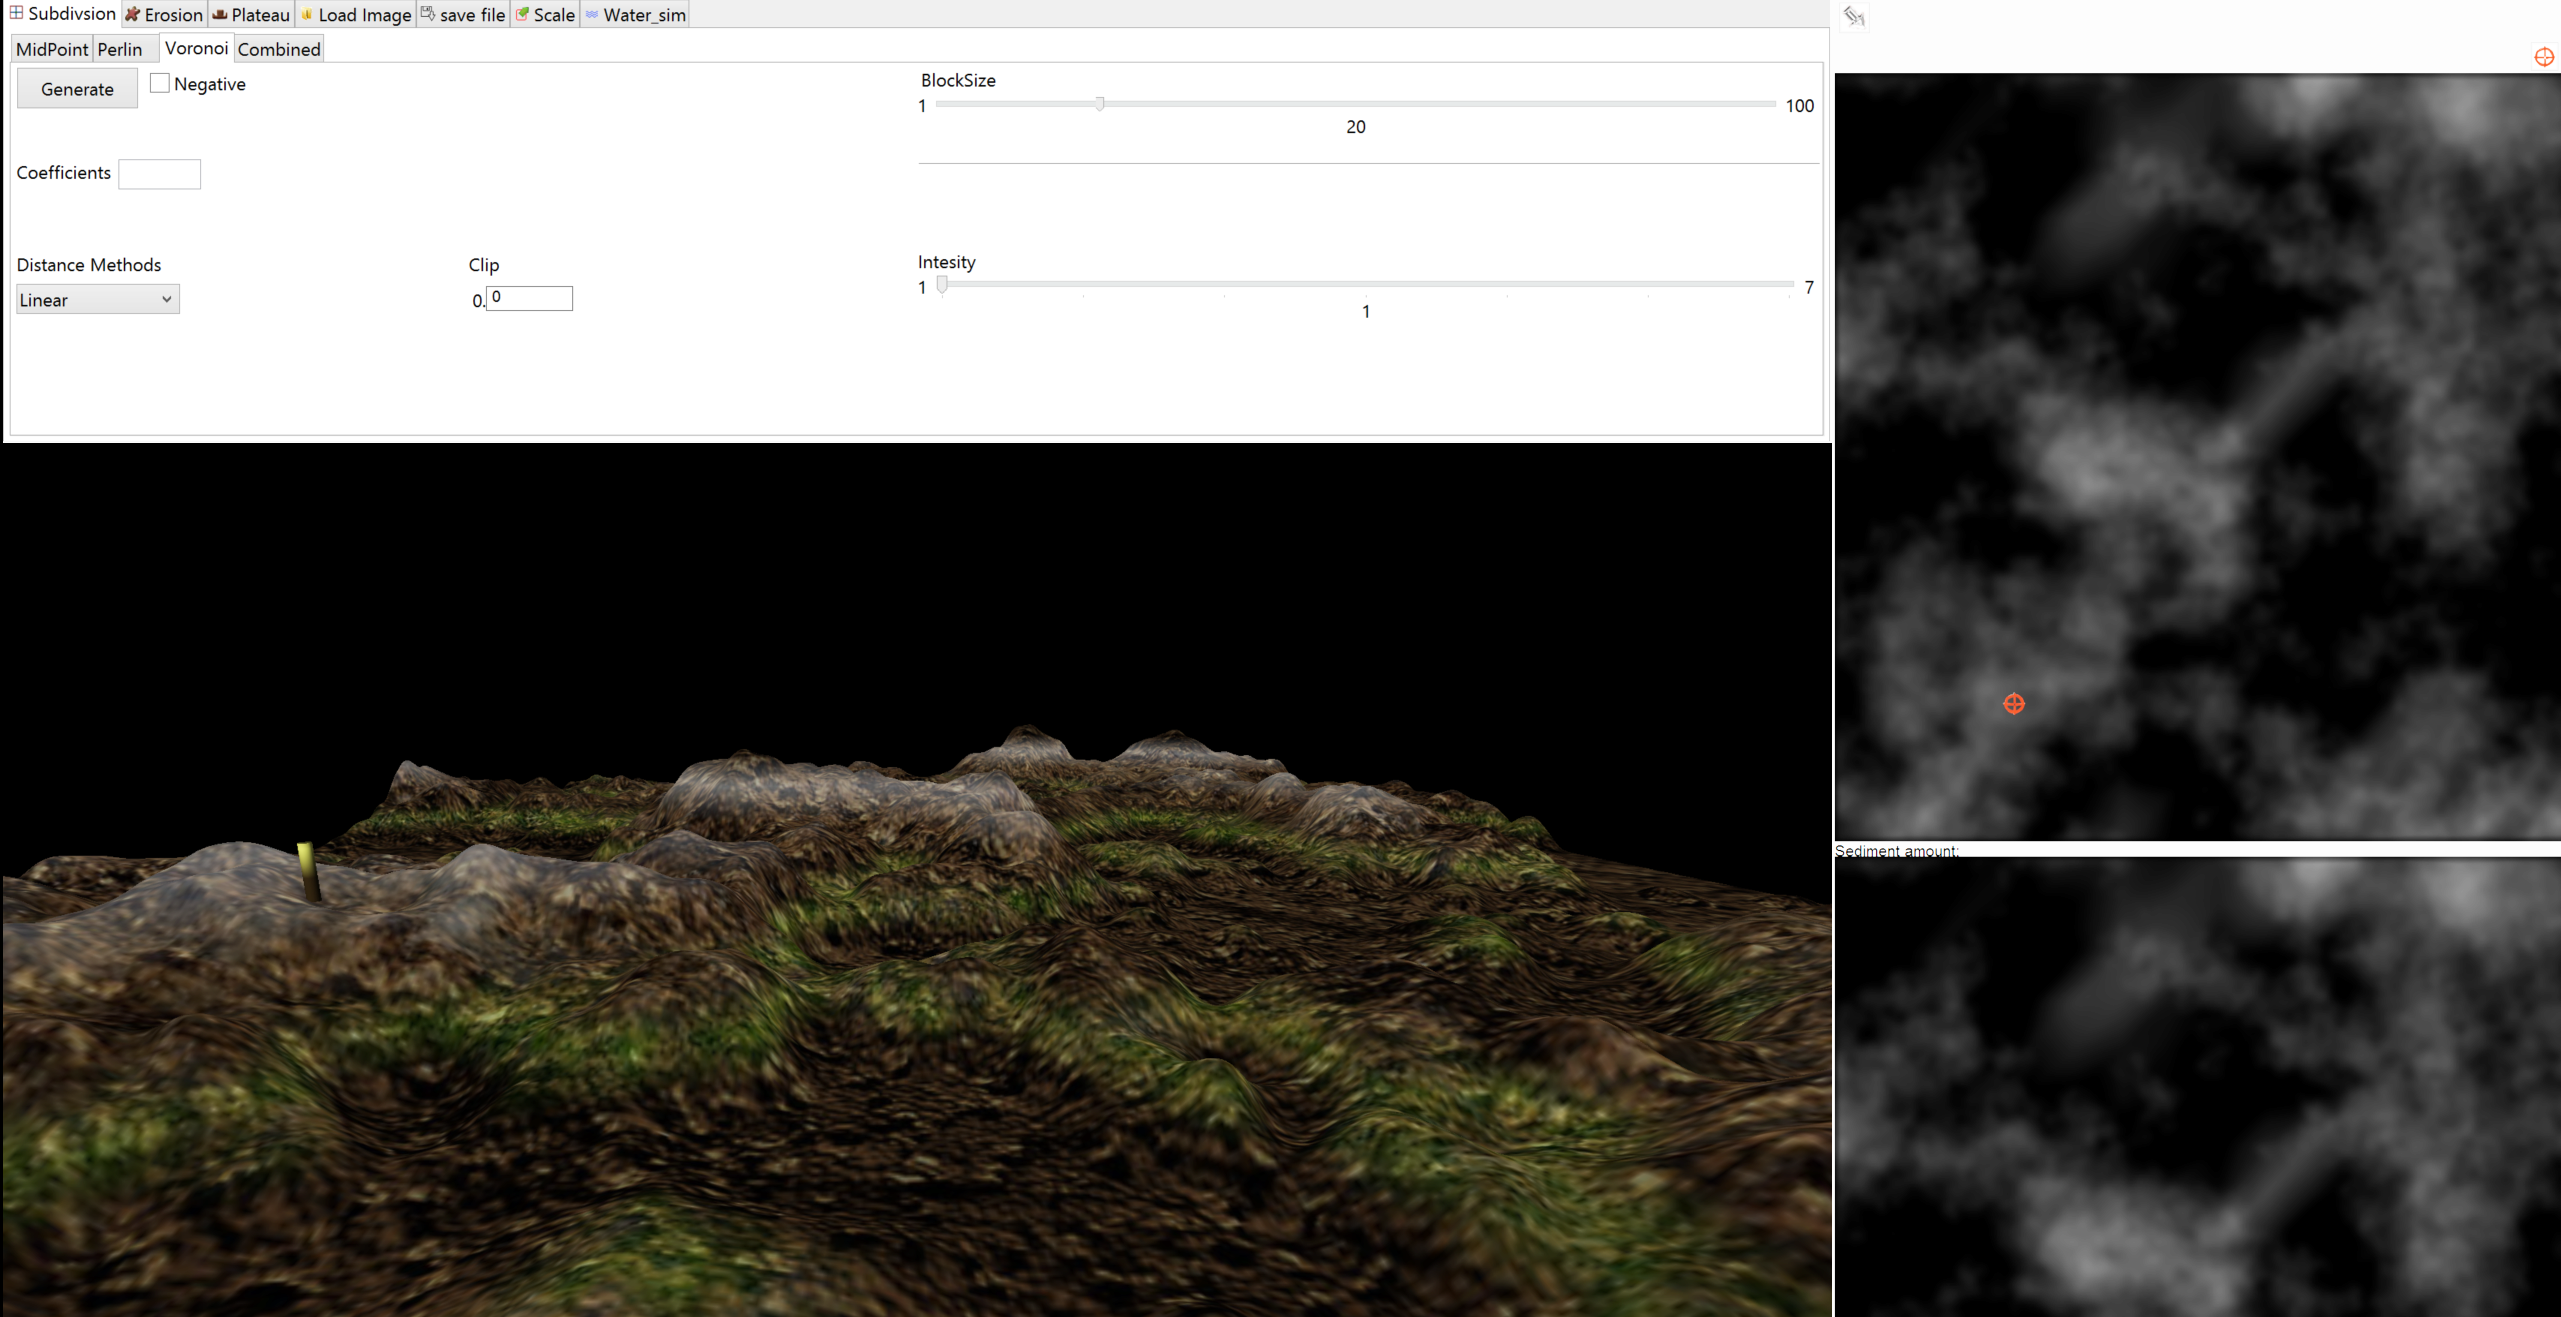 Subdivsion Erosion Plateau Load Image save file Scale Water_sim
MidPoint Perlin Voronoi Combined
Generate Negative
BlockSize
1 100
20
Coefficients
Distance Methods Clip Intesity
Linear 0. 0 1 7
1
Sediment amount: